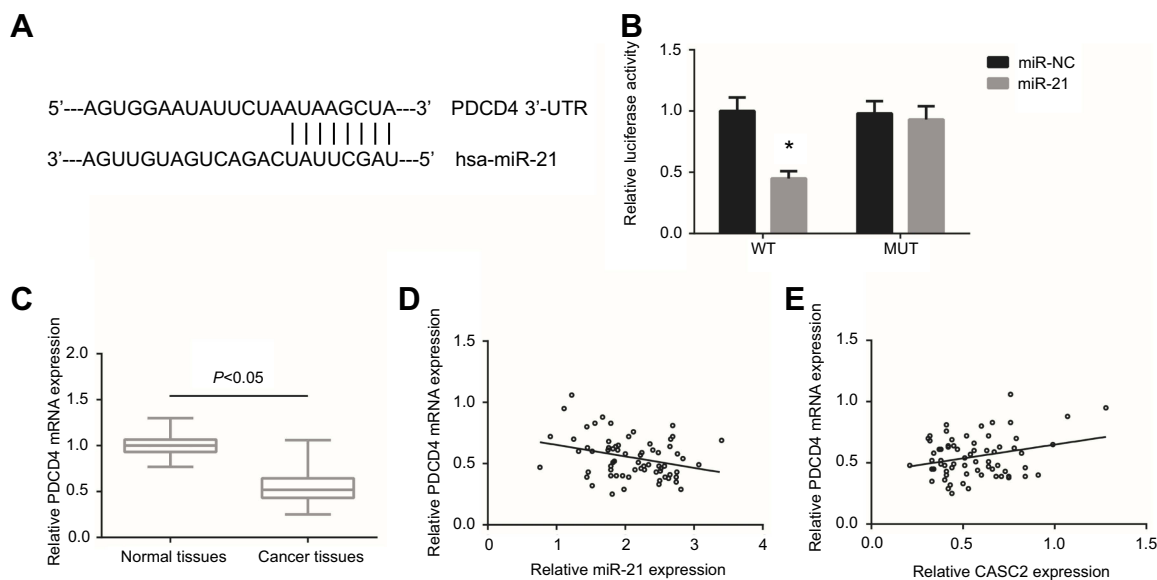 A
5’---AGUGGAAUAUUCUAAUAAGCUA---3’ PDCD4 3’-UTR
3’---AGUUGUAGUCAGACUAUUCGAU---5’ hsa-miR-21
B
Relative luciferase activity
1.5
1.0
0.5
0.0
*
WT
MUT
miR-NC
miR-21
C
Relative PDCD4 mRNA expression
2.0
1.5
1.0
0.5
0.0
P<0.05
Normal tissues
Cancer tissues
D
Relative PDCD4 mRNA expression
1.5
1.0
0.5
0.0
0 1 2 3 4
Relative miR-21 expression
E
Relative PDCD4 mRNA expression
1.5
1.0
0.5
0.0
0.0 0.5 1.0 1.5
Relative CASC2 expression